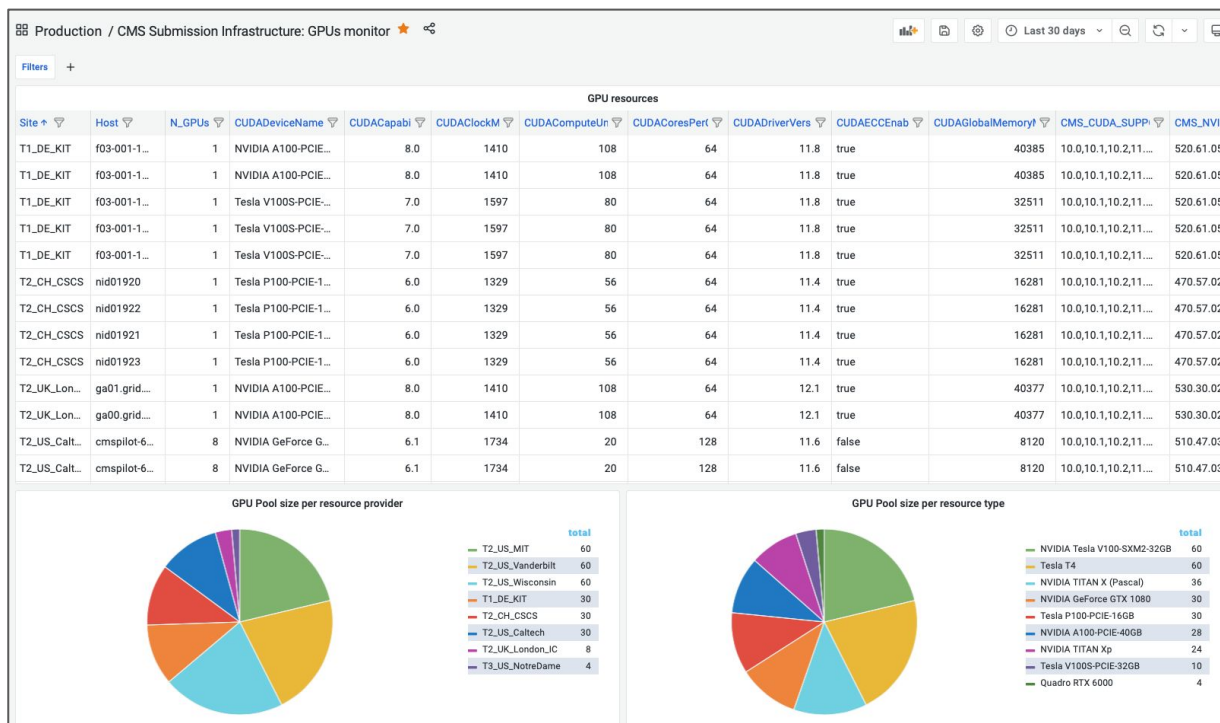 Production / CMS Submission Infrastructure: GPUs monitor
Last 30 days
Filters +
GPU resources
Site ↑ Host N_GPUs CUDADeviceName CUDACapabi CUDAClockM CUDAComputeUn CUDACoresPer( CUDADriverVers CUDAECCEnab CUDAGlobalMemory CMS_CUDA_SUPP CMS_NVI
T1_DE_KIT f03-001-1... 1 NVIDIA A100-PCIE... 8.0 1410 108 64 11.8 true 40385 10.0,10.1,10.2,11.... 520.61.05
T1_DE_KIT f03-001-1... 1 NVIDIA A100-PCIE... 8.0 1410 108 64 11.8 true 40385 10.0,10.1,10.2,11.... 520.61.05
T1_DE_KIT f03-001-1... 1 Tesla V100S-PCIE-... 7.0 1597 80 64 11.8 true 32511 10.0,10.1,10.2,11.... 520.61.05
T1_DE_KIT f03-001-1... 1 Tesla V100S-PCIE-... 7.0 1597 80 64 11.8 true 32511 10.0,10.1,10.2,11.... 520.61.05
T1_DE_KIT f03-001-1... 1 Tesla V100S-PCIE-... 7.0 1597 80 64 11.8 true 32511 10.0,10.1,10.2,11.... 520.61.05
T2_CH_CSCS nid01920 1 Tesla P100-PCIE-1... 6.0 1329 56 64 11.4 true 16281 10.0,10.1,10.2,11.... 470.57.02
T2_CH_CSCS nid01922 1 Tesla P100-PCIE-1... 6.0 1329 56 64 11.4 true 16281 10.0,10.1,10.2,11.... 470.57.02
T2_CH_CSCS nid01921 1 Tesla P100-PCIE-1... 6.0 1329 56 64 11.4 true 16281 10.0,10.1,10.2,11.... 470.57.02
T2_CH_CSCS nid01923 1 Tesla P100-PCIE-1... 6.0 1329 56 64 11.4 true 16281 10.0,10.1,10.2,11.... 470.57.02
T2_UK_Lon... ga01.grid.... 1 NVIDIA A100-PCIE... 8.0 1410 108 64 12.1 true 40377 10.0,10.1,10.2,11.... 530.30.02
T2_UK_Lon... ga00.grid.... 1 NVIDIA A100-PCIE... 8.0 1410 108 64 12.1 true 40377 10.0,10.1,10.2,11.... 530.30.02
T2_US_Calt... cmspilot-6... 8 NVIDIA GeForce G... 6.1 1734 20 128 11.6 false 8120 10.0,10.1,10.2,11.... 510.47.03
T2_US_Calt... cmspilot-6... 8 NVIDIA GeForce G... 6.1 1734 20 128 11.6 false 8120 10.0,10.1,10.2,11.... 510.47.03
GPU Pool size per resource provider
total
T2_US_MIT 60
T2_US_Vanderbilt 60
T2_US_Wisconsin 60
T1_DE_KIT 30
T2_CH_CSCS 30
T2_US_Caltech 30
T2_UK_London_IC 8
T3_US_NotreDame 4
GPU Pool size per resource type
total
NVIDIA Tesla V100-SXM2-32GB 60
Tesla T4 60
NVIDIA TITAN X (Pascal) 36
NVIDIA GeForce GTX 1080 30
Tesla P100-PCIE-16GB 30
NVIDIA A100-PCIE-40GB 28
NVIDIA TITAN Xp 24
Tesla V100S-PCIE-32GB 10
Quadro RTX 6000 4